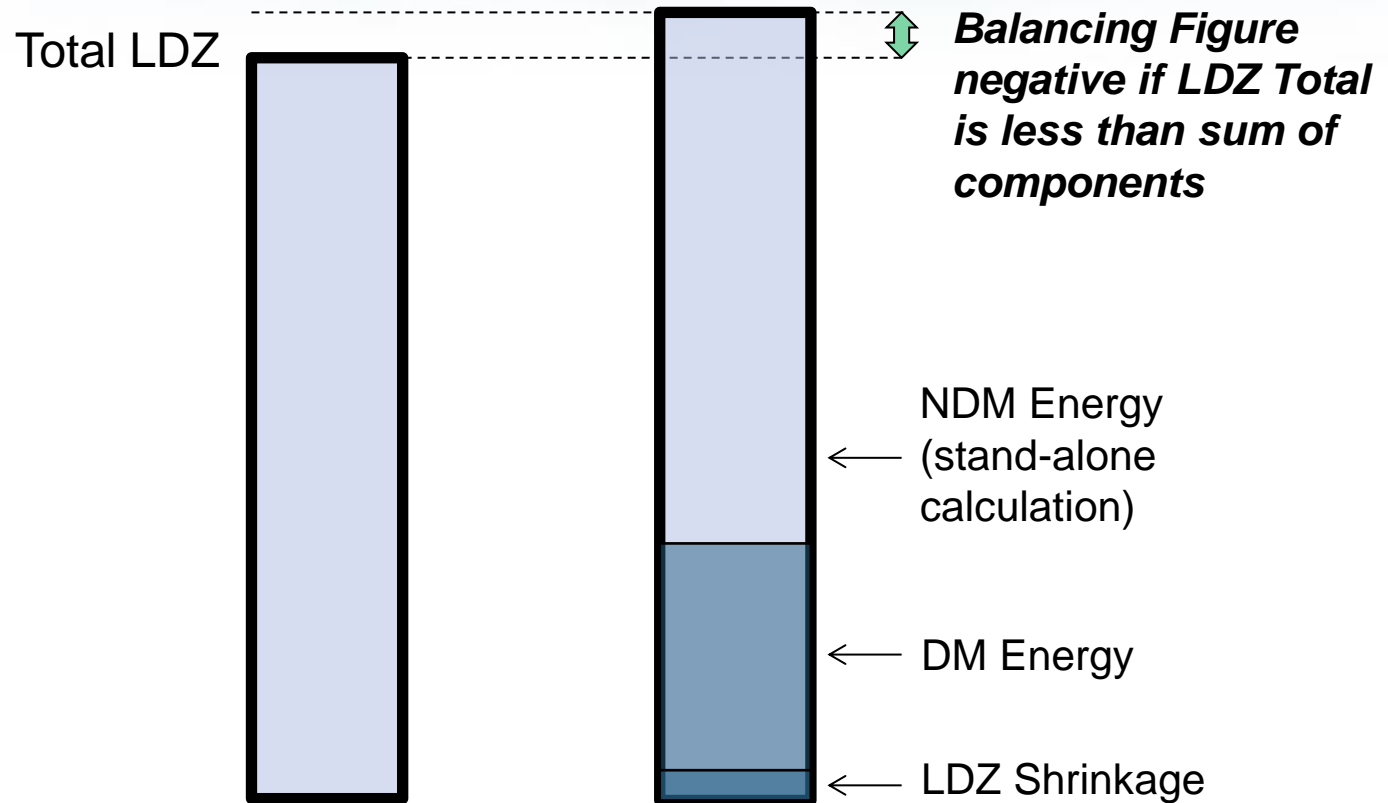 Total LDZ
Balancing Figure
negative if LDZ Total
is less than sum of
components
NDM Energy
(stand-alone
calculation)
DM Energy
LDZ Shrinkage